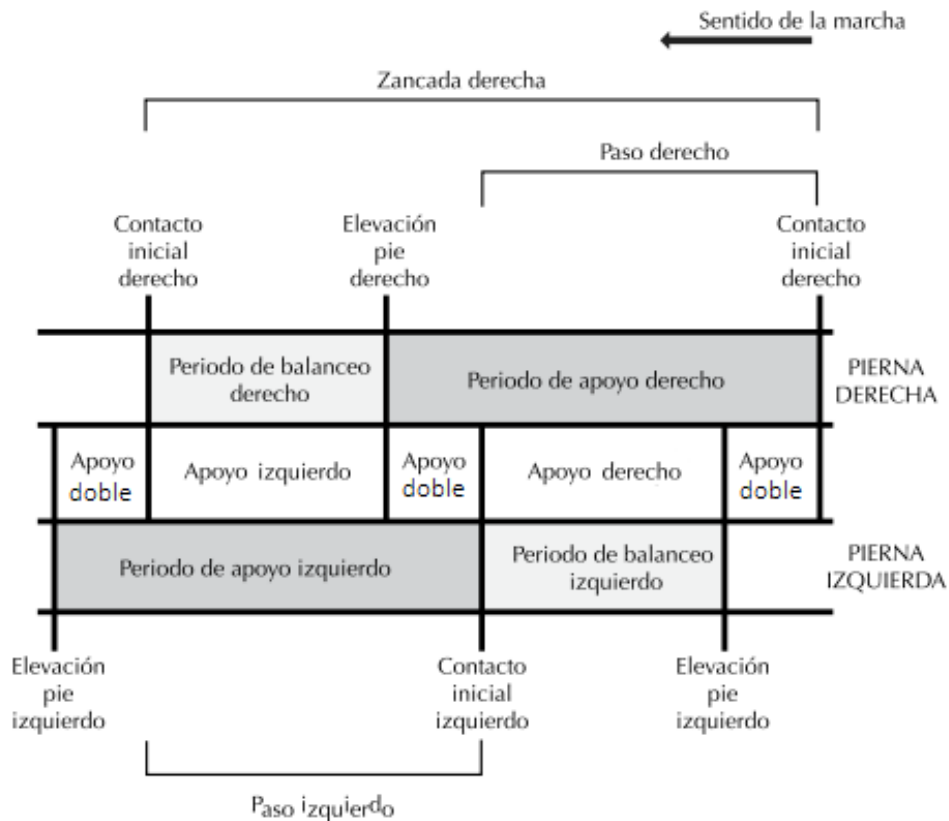 Sentido de la marcha
Zancada derecha
Paso derecho
Contacto
inicial
derecho
Elevación
pie
derecho
Contacto
inicial
derecho
Periodo de balanceo
derecho
Periodo de apoyo derecho
PIERNA
DERECHA
Apoyo
doble
Apoyo izquierdo
Apoyo
doble
Apoyo derecho
Apoyo
doble
Periodo de apoyo izquierdo
Periodo de balanceo
izquierdo
PIERNA
IZQUIERDA
Elevación
pie
izquierdo
Contacto
inicial
izquierdo
Elevación
pie
izquierdo
Paso izquierdo